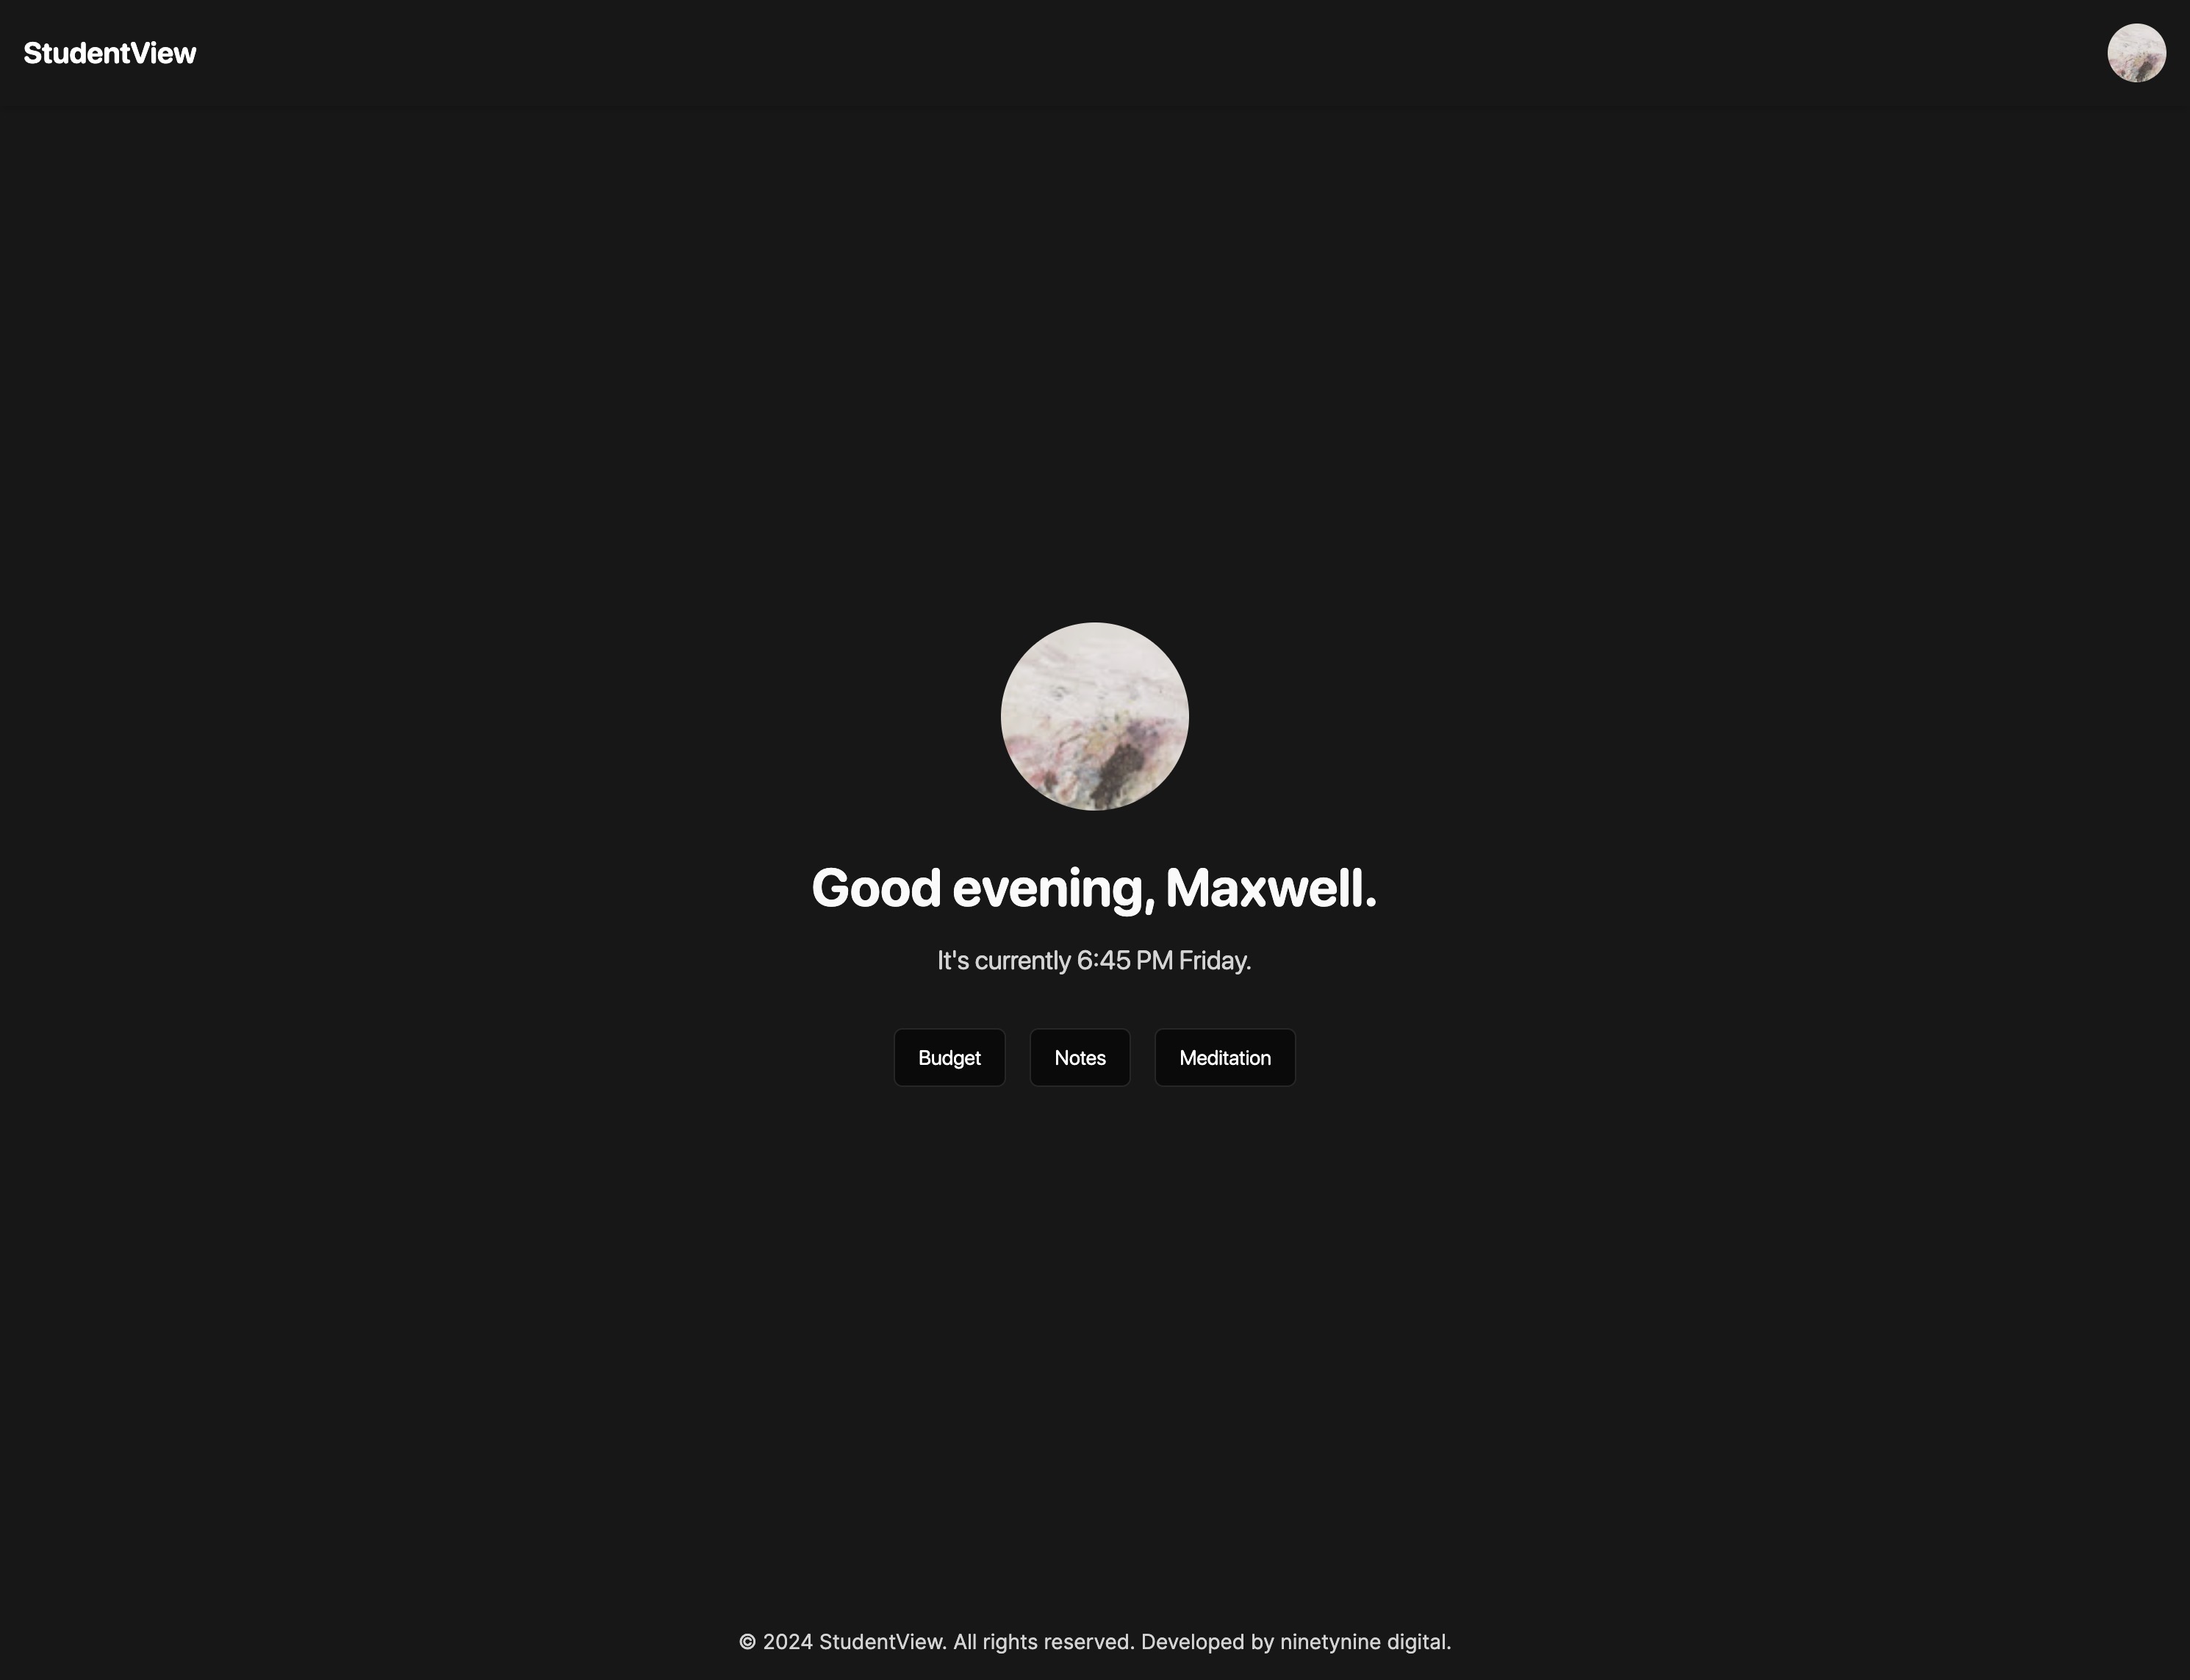 StudentView
Good evening, Maxwell.
It's currently 6:45 PM Friday.
Budget
Notes
Meditation
© 2024 StudentView. All rights reserved. Developed by ninetynine digital.